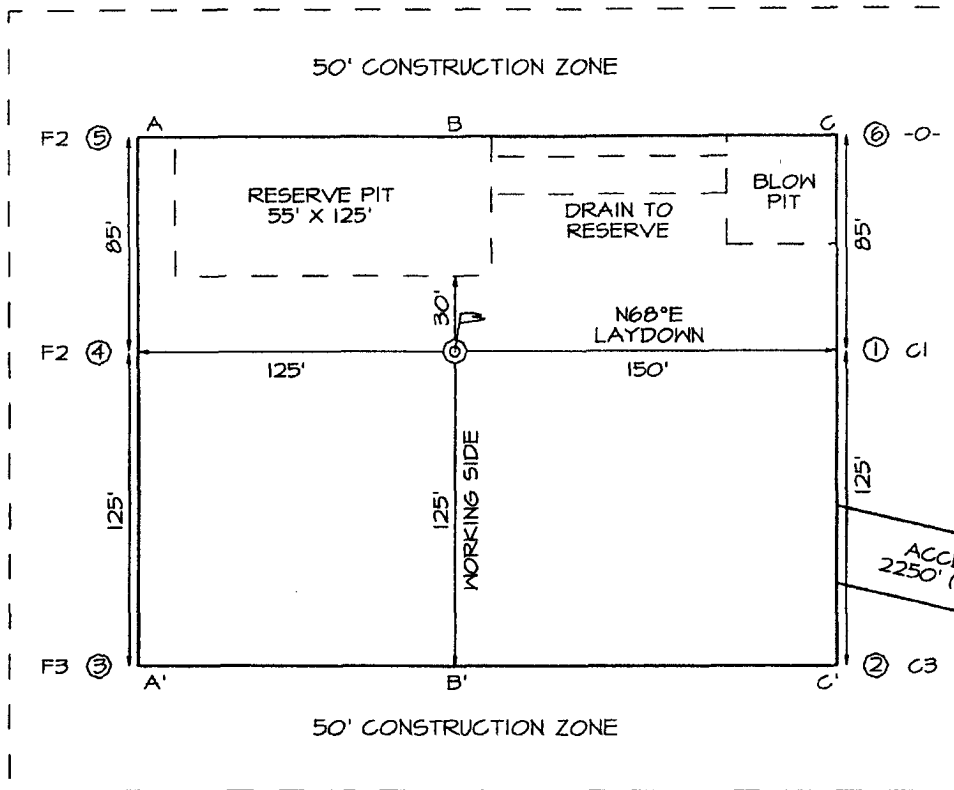 50' CONSTRUCTION ZONE
A B C
F2 ⑤ ⑥ -0-
RESERVE PIT
55' X 125'
BLOW
PIT
DRAIN TO
RESERVE
85'
85'
30'
N68°E
LAYDOWN
F2 ④ ① C1
125' 150'
125'
125'
WORKING SIDE
125'
2250'
F3 ③ ② C3
A' B' C'
50' CONSTRUCTION ZONE